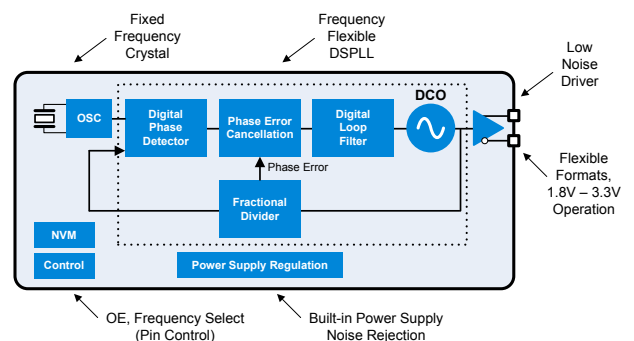 Fixed
Frequency
Crystal
Frequency
Flexible
DSPLL
Low
Noise
Driver
OSC
Digital
Phase
Detector
Phase Error
Cancellation
Digital
Loop
Filter
DCO
Phase Error
Fractional
Divider
Flexible
Formats,
1.8V – 3.3V
Operation
NVM
Control
Power Supply Regulation
OE, Frequency Select
(Pin Control)
Built-in Power Supply
Noise Rejection